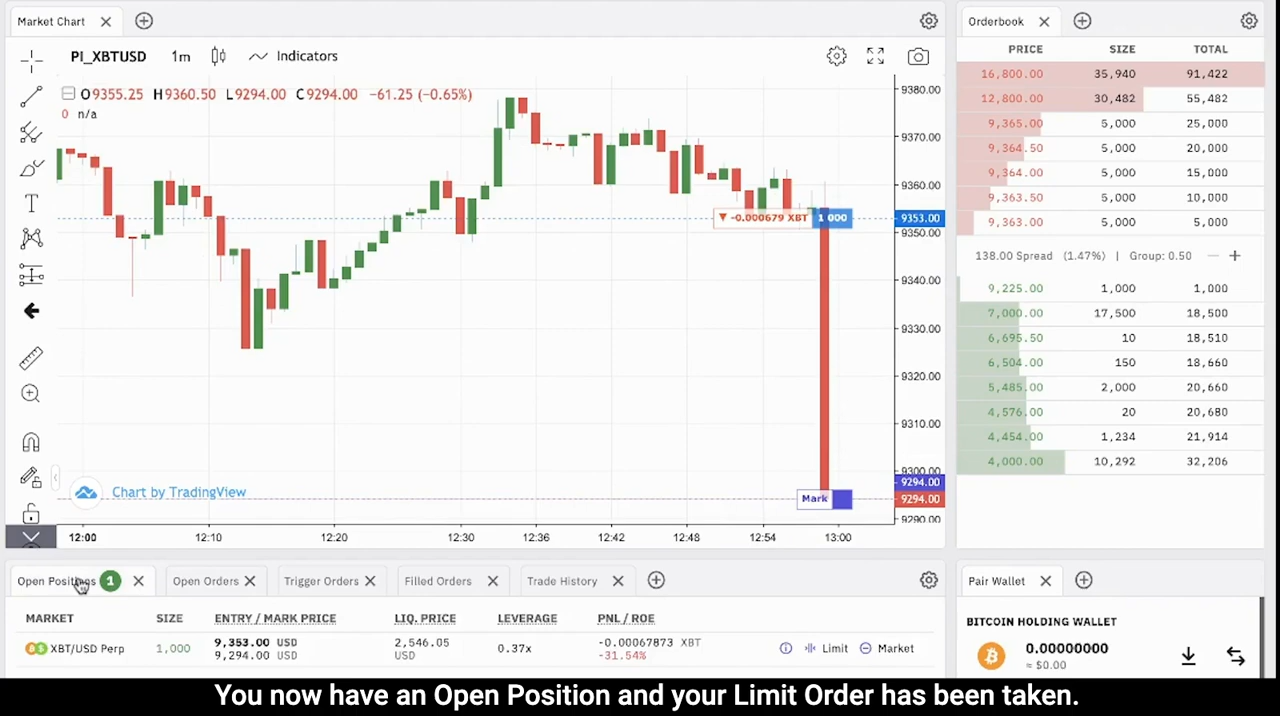 Market Chart
PI_XBTUSD 1m Indicators
O9355.25 H9360.50 L9294.00 C9294.00 −61.25 (−0.65%)
0 n/a
9380.00
9370.00
9360.00
▼ -0.000679 XBT 1 000 9353.00
9350.00
9340.00
9330.00
9320.00
9310.00
9300.00
9294.00
Mark 9294.00
9290.00
Chart by TradingView
12:00 12:10 12:20 12:30 12:36 12:42 12:48 12:54 13:00
Orderbook
PRICE SIZE TOTAL
16,800.00 35,940 91,422
12,800.00 30,482 55,482
9,365.00 5,000 25,000
9,364.50 5,000 20,000
9,364.00 5,000 15,000
9,363.50 5,000 10,000
9,363.00 5,000 5,000
138.00 Spread (1.47%) | Group: 0.50 — +
9,225.00 1,000 1,000
7,000.00 17,500 18,500
6,695.50 10 18,510
6,504.00 150 18,660
5,485.00 2,000 20,660
4,576.00 20 20,680
4,454.00 1,234 21,914
4,000.00 10,292 32,206
Open Positions 1 Open Orders Trigger Orders Filled Orders Trade History
MARKET SIZE ENTRY / MARK PRICE LIQ. PRICE LEVERAGE PNL / ROE
XBT/USD Perp 1,000 9,353.00 USD 2,546.05 0.37x -0.00067873 XBT Limit Market
9,294.00 USD USD -31.54%
Pair Wallet
BITCOIN HOLDING WALLET
0.00000000
≈ $0.00
You now have an Open Position and your Limit Order has been taken.